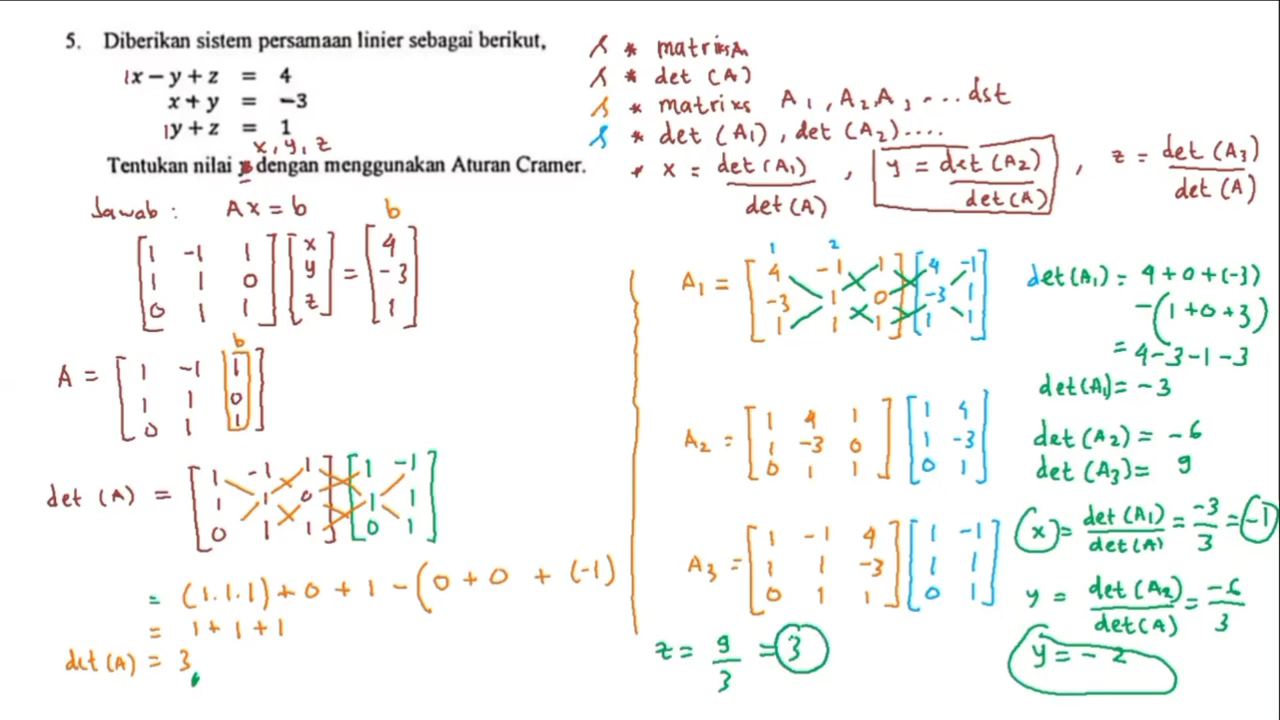 5. Diberikan sistem persamaan linier sebagai berikut,
1x − y + z = 4
x + y = −3
1y + z = 1
x, y, z
Tentukan nilai y dengan menggunakan Aturan Cramer.
* matriks A
* det (A)
* matrixs A1, A2, A3 .... dst
* det (A1), det (A2) ....
* x = det(A1) / det(A) , y = det(A2) / det(A) , z = det(A3) / det(A)
Jawab : Ax = b
b
[1 -1 1] [x] [4]
[1 1 0] [y] = [-3]
[0 1 1] [z] [1]
b
A = [1 -1 1]
[1 1 0]
[0 1 1]
det (A) = [1 -1 1] [1 -1]
[1 1 0] [1 1]
[0 1 1] [0 1]
= (1.1.1) + 0 + 1 - (0 + 0 + (-1)
= 1 + 1 + 1
det (A) = 3
1 2
A1 = [4 -1 1] [4 -1]
[-3 1 0] [-3 1]
[1 1 1] [1 1]
A2 = [1 4 1] [1 4]
[1 -3 0] [1 -3]
[0 1 1] [0 1]
A3 = [1 -1 4] [1 -1]
[1 1 -3] [1 1]
[0 1 1] [0 1]
z = 9/3 = 3
det(A1) = 4 + 0 + (-3)
- (1 + 0 + 3)
= 4 - 3 - 1 - 3
det(A1) = -3
det (A2) = -6
det (A3) = 9
x = det(A1) / det(A) = -3/3 = -1
y = det(A2) / det(A) = -6/3
y = -2